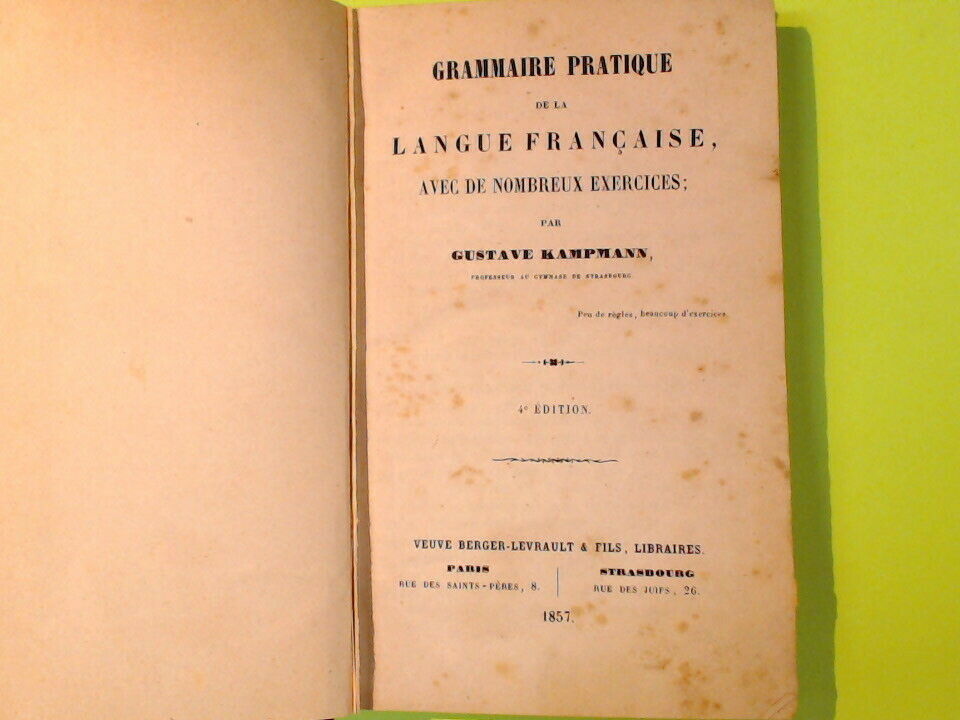 GRAMMAIRE PRATIQUE
DE LA
LANGUE FRANÇAISE,
AVEC DE NOMBREUX EXERCICES;
PAR
GUSTAVE KAMPMANN,
PROFESSEUR AU GYMNASE DE STRASBOURG.
Peu de règles, beaucoup d'exercices.
4e ÉDITION.
VEUVE BERGER-LEVRAULT & FILS, LIBRAIRES.
PARIS
RUE DES SAINTS-PÈRES, 8.
STRASBOURG
RUE DES JUIFS, 26.
1857.